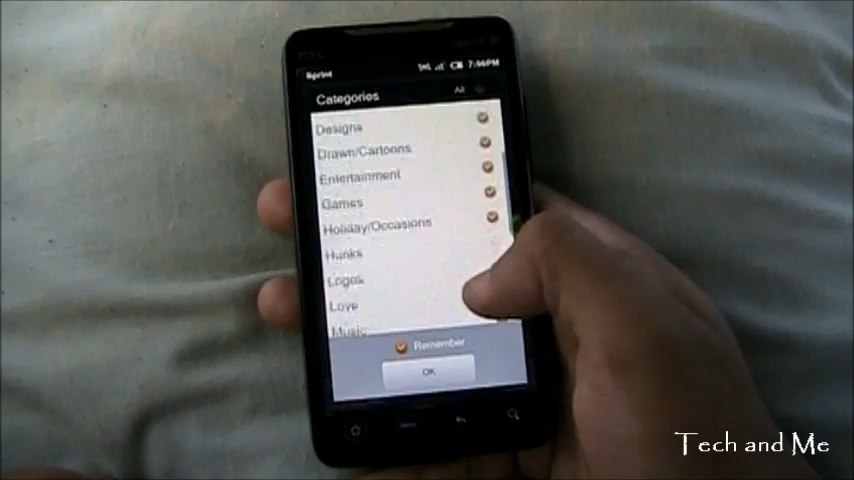 Sprint
7:44PM
Categories
All
Designs
Drawn/Cartoons
Entertainment
Games
Holiday/Occasions
Hunks
Logos
Love
Music
Remember
OK
Tech and Me